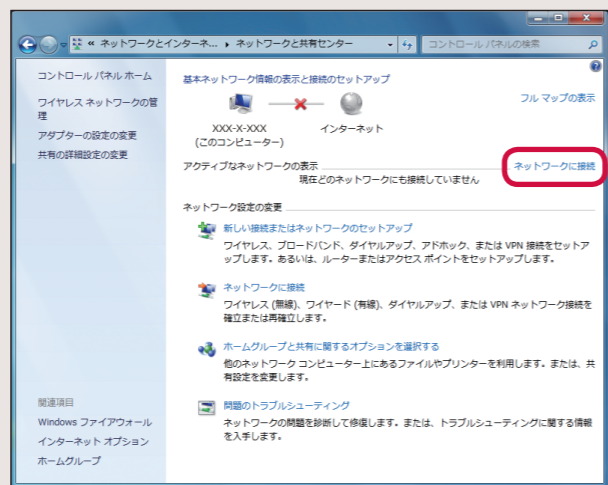 « ネットワークとインターネ... ▸ ネットワークと共有センター
コントロール パネルの検索
コントロール パネル ホーム
ワイヤレス ネットワークの管
理
アダプターの設定の変更
共有の詳細設定の変更
基本ネットワーク情報の表示と接続のセットアップ
フル マップの表示
XXX-X-XXX
(このコンピューター)
インターネット
アクティブなネットワークの表示
ネットワークに接続
現在どのネットワークにも接続していません
ネットワーク設定の変更
新しい接続またはネットワークのセットアップ
ワイヤレス、ブロードバンド、ダイヤルアップ、アドホック、または VPN 接続をセットア
ップします。あるいは、ルーターまたはアクセス ポイントをセットアップします。
ネットワークに接続
ワイヤレス (無線)、ワイヤード (有線)、ダイヤルアップ、または VPN ネットワーク接続を
確立または再確立します。
ホームグループと共有に関するオプションを選択する
他のネットワーク コンピューター上にあるファイルやプリンターを利用します。または、共
有設定を変更します。
問題のトラブルシューティング
ネットワークの問題を診断して修復します。または、トラブルシューティングに関する情報
を入手します。
関連項目
Windows ファイアウォール
インターネット オプション
ホームグループ